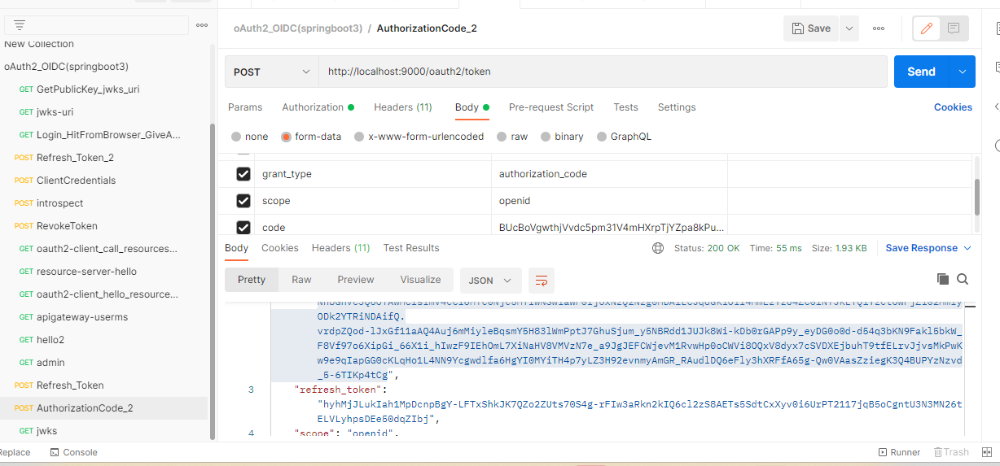 New Collection
oAuth2_OIDC(springboot3)
GET GetPublicKey_jwks_uri
GET jwks-uri
GET Login_HitFromBrowser_GiveA...
POST Refresh_Token_2
POST ClientCredentials
POST introspect
POST RevokeToken
GET oauth2-client_call_resources...
GET resource-server-hello
GET oauth2-client_hello_resource...
GET apigateway-userms
GET hello2
GET admin
POST Refresh_Token
POST AuthorizationCode_2
GET jwks
oAuth2_OIDC(springboot3) / AuthorizationCode_2
Save
POST http://localhost:9000/oauth2/token
Send
Params Authorization Headers (11) Body Pre-request Script Tests Settings Cookies
none form-data x-www-form-urlencoded raw binary GraphQL
grant_type authorization_code
scope openid
code BUcBoVgwthjVvdc5pm31V4mHXrpTjYZpa8kPu...
Body Cookies Headers (11) Test Results Status: 200 OK Time: 55 ms Size: 1.93 KB Save Response
Pretty Raw Preview Visualize JSON
ODk2YTRiNDAifQ.
vrdpZQod-lJxGf11aAQ4Auj6mMiyleBqsmY5H83lWmPptJ7GhuSjum_y5NBRdd1JUJk8Wi-kDb0rGAPp9y_eyDG0o0d-d54q3bKN9Fakl5bkW_
F8Vf97o6XipGi_66X1i_hIwzF9IEhOmL7XiNaHV8VMVzN7e_a9JgJEFCWjevM1RvwHp0oCWVi8OQxV8dyx7cSVDXEjbuhT9tfELrvJjvsMkPwK
w9e9qIapGG0cKLqHo1L4NN9Ycgwdlfa6HgYI0MYiTH4p7yLZ3H92evnmyAmGR_RAudlDQ6eFly3hXRFfA65g-Qw0VAasZziegK3Q4BUPYzNzvd
_5-6TIKp4tCg",
3 "refresh_token":
"hyhMjJLukIah1MpDcnpBgY-LFTxShkJK7QZo2ZUts70S4g-rFIw3aRkn2kIQ6cl2zS8AETs5SdtCxXyv0i6UrPT2117jqB5oCgntU3N3MN26t
ELVLyhpsDEe50dqZIbj",
4 "scope": "openid",
Replace Console Runner Trash